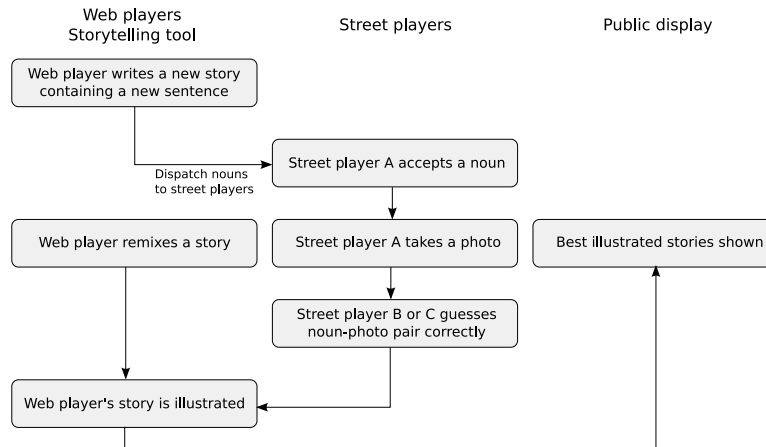 Web players
Storytelling tool
Street players
Public display
Web player writes a new story
containing a new sentence
Dispatch nouns
to street players
Street player A accepts a noun
Web player remixes a story
Street player A takes a photo
Best illustrated stories shown
Street player B or C guesses
noun-photo pair correctly
Web player's story is illustrated